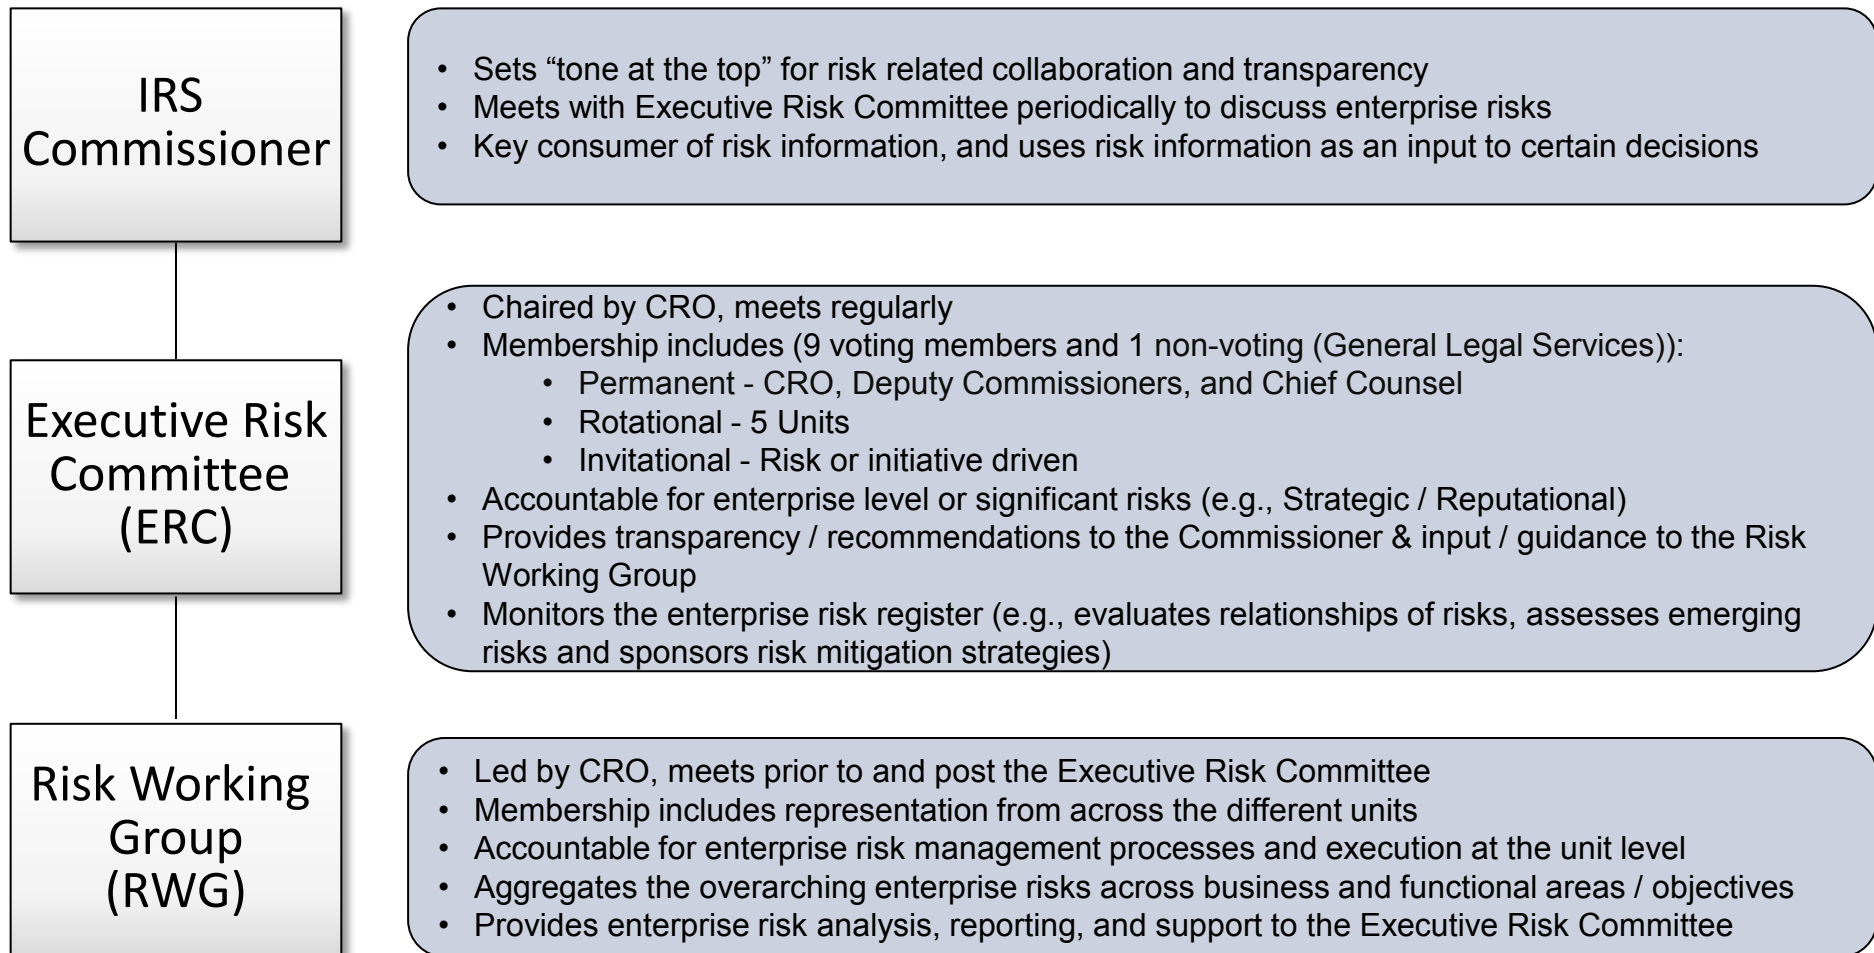 IRS
Commissioner
• Sets “tone at the top” for risk related collaboration and transparency
• Meets with Executive Risk Committee periodically to discuss enterprise risks
• Key consumer of risk information, and uses risk information as an input to certain decisions
Executive Risk
Committee
(ERC)
• Chaired by CRO, meets regularly
• Membership includes (9 voting members and 1 non-voting (General Legal Services)):
• Permanent - CRO, Deputy Commissioners, and Chief Counsel
• Rotational - 5 Units
• Invitational - Risk or initiative driven
• Accountable for enterprise level or significant risks (e.g., Strategic / Reputational)
• Provides transparency / recommendations to the Commissioner & input / guidance to the Risk
Working Group
• Monitors the enterprise risk register (e.g., evaluates relationships of risks, assesses emerging
risks and sponsors risk mitigation strategies)
Risk Working
Group
(RWG)
• Led by CRO, meets prior to and post the Executive Risk Committee
• Membership includes representation from across the different units
• Accountable for enterprise risk management processes and execution at the unit level
• Aggregates the overarching enterprise risks across business and functional areas / objectives
• Provides enterprise risk analysis, reporting, and support to the Executive Risk Committee